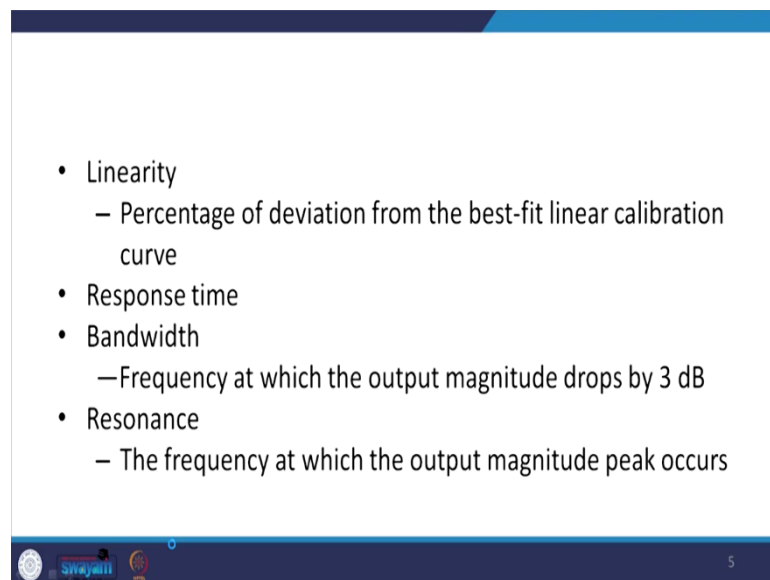 • Linearity
– Percentage of deviation from the best-fit linear calibration
curve
• Response time
• Bandwidth
—Frequency at which the output magnitude drops by 3 dB
• Resonance
– The frequency at which the output magnitude peak occurs
swayam
5